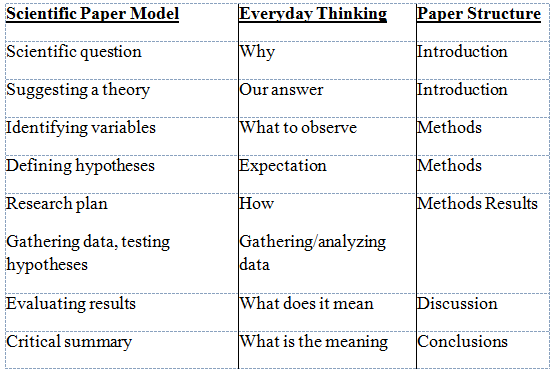 Scientific Paper Model Everyday Thinking Paper Structure
Scientific question Why Introduction
Suggesting a theory Our answer Introduction
Identifying variables What to observe Methods
Defining hypotheses Expectation Methods
Research plan How Methods Results
Gathering data, testing Gathering/analyzing
hypotheses data
Evaluating results What does it mean Discussion
Critical summary What is the meaning Conclusions